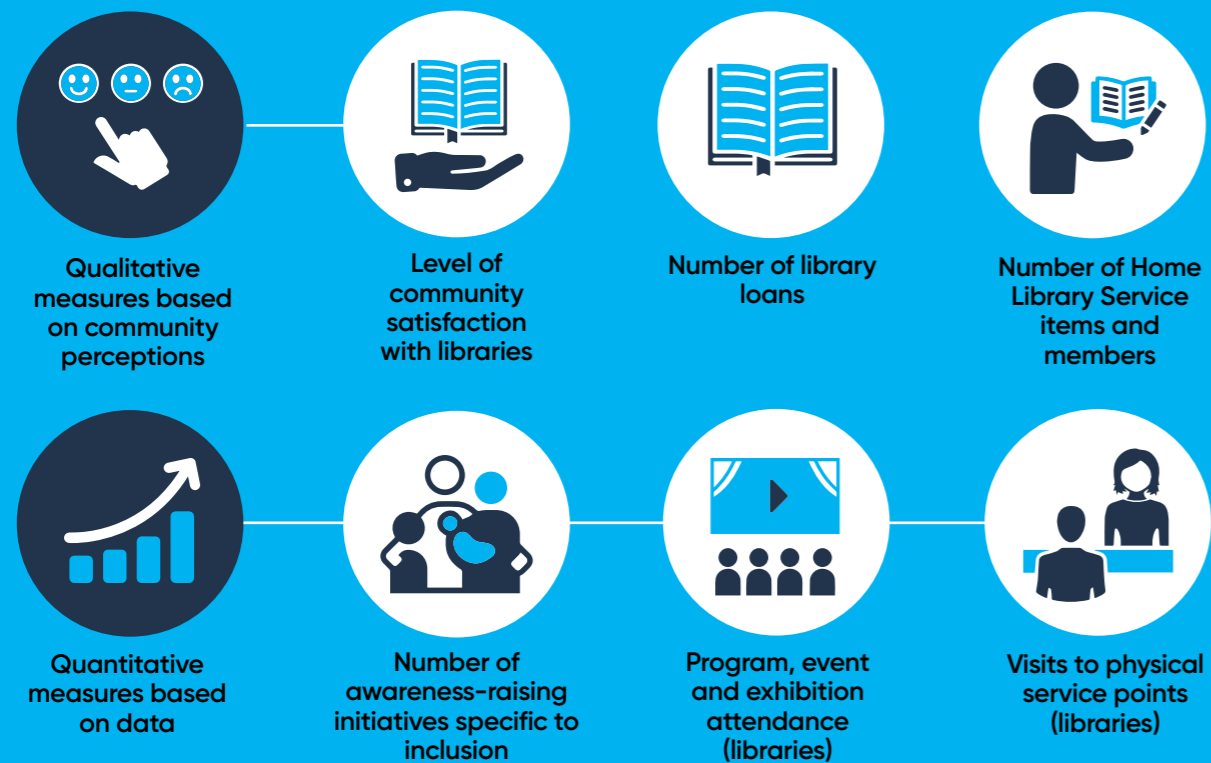 Qualitative
measures based
on community
perceptions
Level of
community
satisfaction
with libraries
Number of library
loans
Number of Home
Library Service
items and
members
Quantitative
measures based
on data
Number of
awareness-raising
initiatives specific to
inclusion
Program, event
and exhibition
attendance
(libraries)
Visits to physical
service points
(libraries)